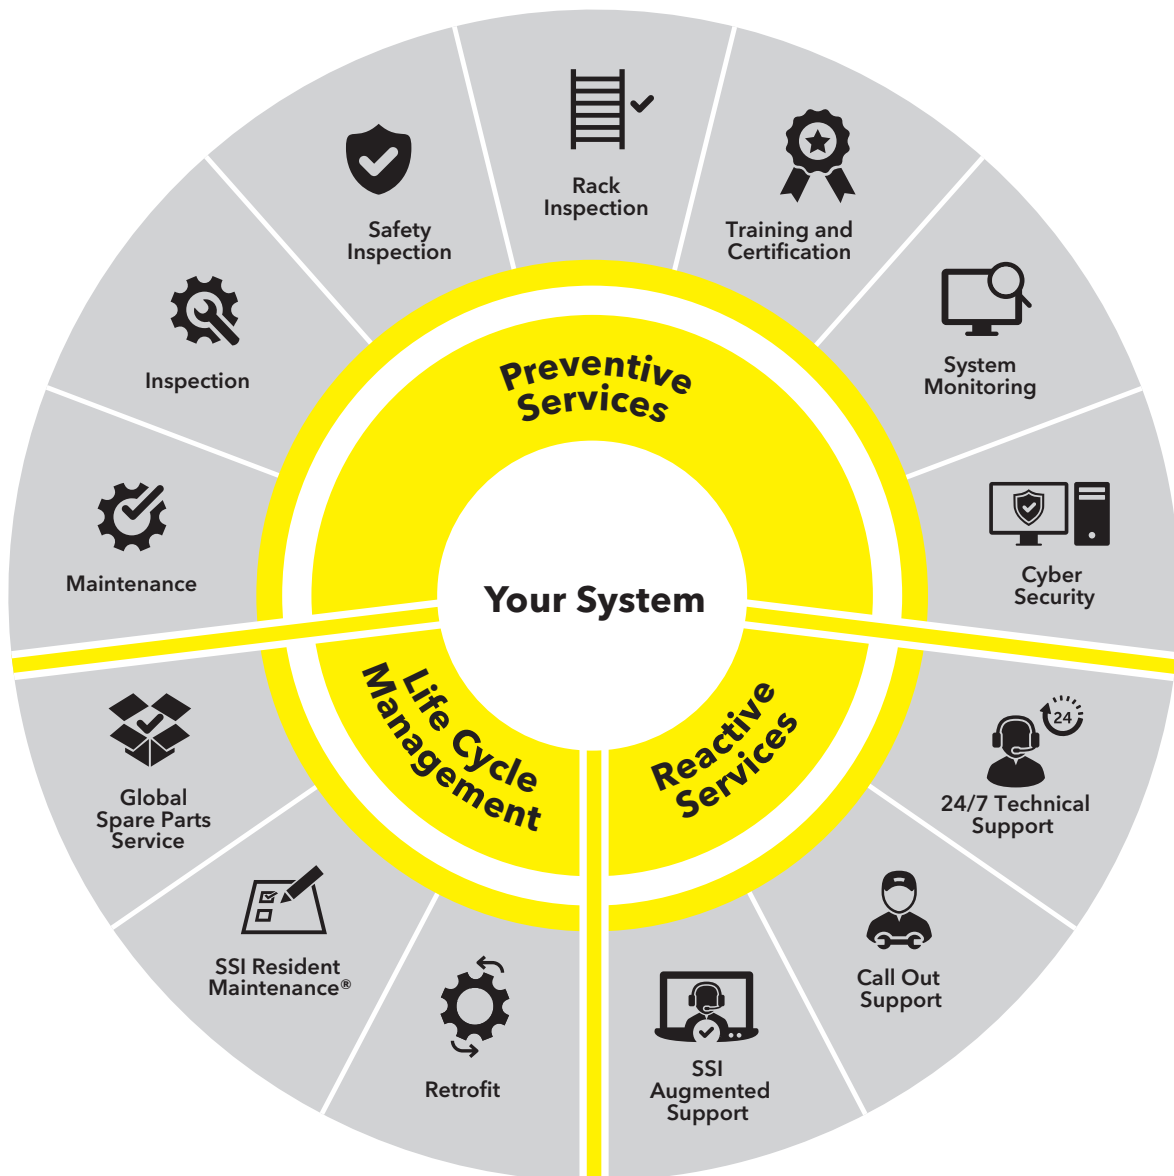 Rack
Inspection
Safety
Inspection
Training and
Certification
Inspection
System
Monitoring
Maintenance
Cyber
Security
Preventive
Services
Your System
Life Cycle
Management
Reactive
Services
Global
Spare Parts
Service
24
24/7 Technical
Support
SSI Resident
Maintenance®
Call Out
Support
Retrofit
SSI
Augmented
Support